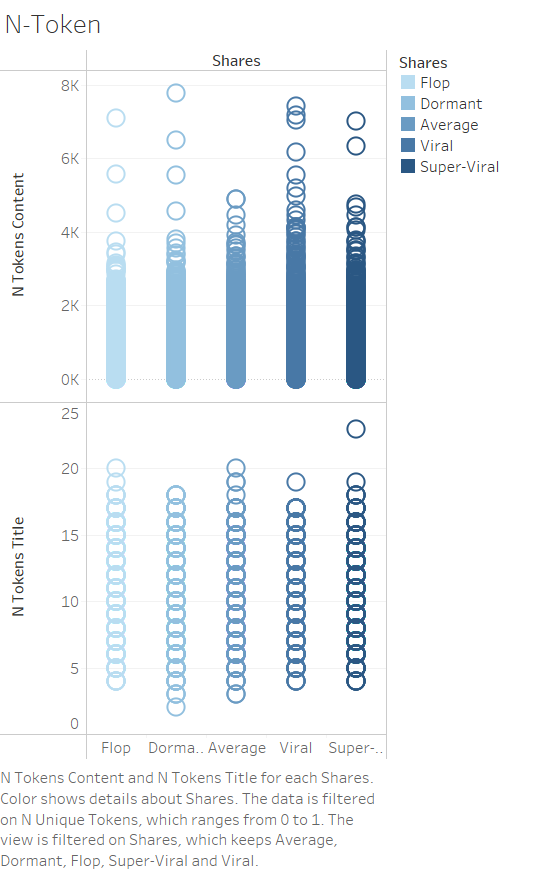 N-Token
Shares
Shares
Flop
Dormant
Average
Viral
Super-Viral
N Tokens Content
8K
6K
4K
2K
0K
N Tokens Title
25
20
15
10
5
0
Flop Dorma.. Average Viral Super-..
N Tokens Content and N Tokens Title for each Shares.
Color shows details about Shares. The data is filtered
on N Unique Tokens, which ranges from 0 to 1. The
view is filtered on Shares, which keeps Average,
Dormant, Flop, Super-Viral and Viral.